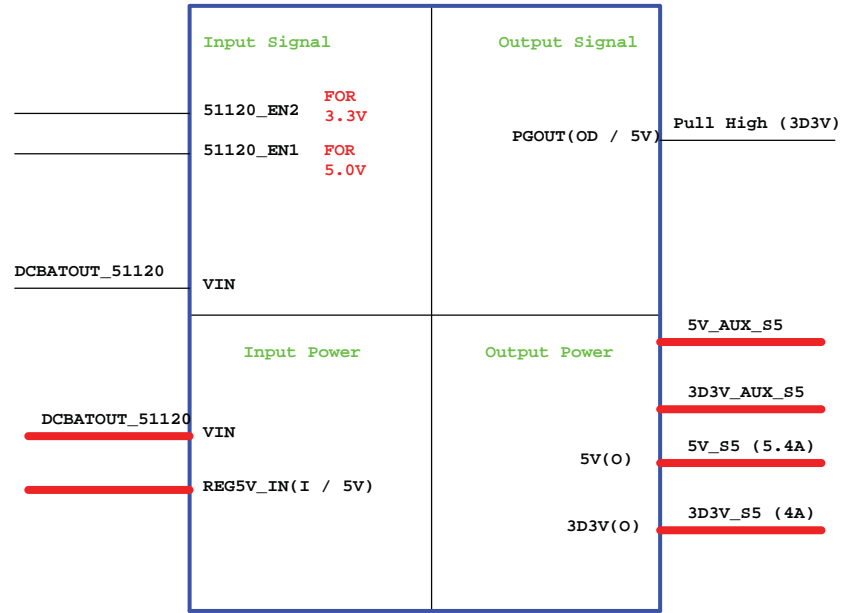 Input Signal
Output Signal
51120_EN2
FOR
3.3V
51120_EN1
FOR
5.0V
PGOUT(OD / 5V)
Pull High (3D3V)
DCBATOUT_51120
VIN
Input Power
Output Power
5V_AUX_S5
3D3V_AUX_S5
DCBATOUT_51120
VIN
5V(O)
5V_S5 (5.4A)
REG5V_IN(I / 5V)
3D3V(O)
3D3V_S5 (4A)